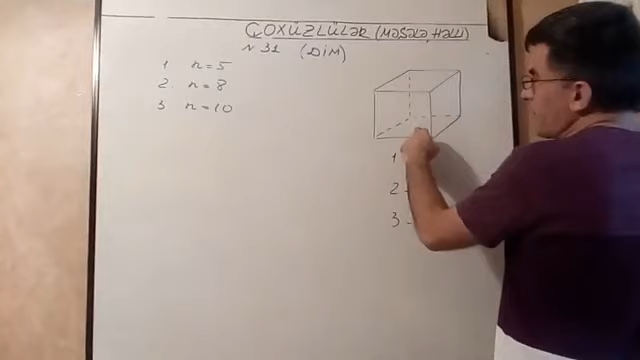 ÇOXÜZLÜLƏR (MƏSƏLƏ HƏLLİ)
N 31 (DİM)
1 n=5
2. n=8
3 n=10
1
2 -
3 -